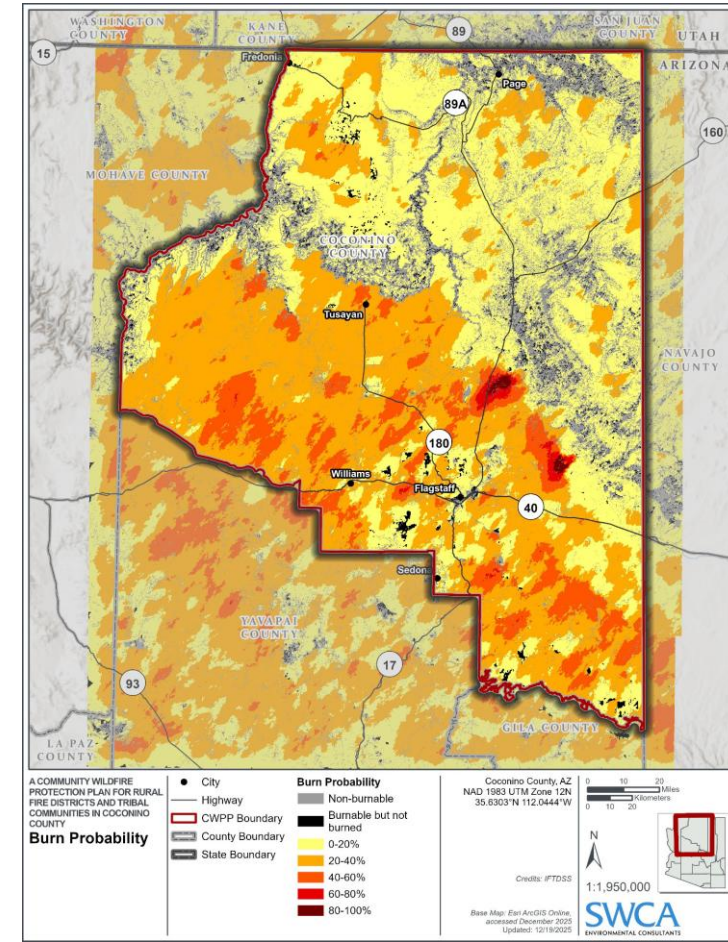 WASHINGTON
COUNTY
KANE
COUNTY
89
SAN JUAN
COUNTY
UTAH
15
ARIZONA
Fredonia
Page
89A
160
MOHAVE COUNTY
COCONINO
COUNTY
Tusayan
NAVAJO
COUNTY
180
Williams
Flagstaff
40
Sedona
YAVAPAI
COUNTY
17
93
GILA COUNTY
LA PAZ
COUNTY
A COMMUNITY WILDFIRE
PROTECTION PLAN FOR RURAL
FIRE DISTRICTS AND TRIBAL
COMMUNITIES IN COCONINO
COUNTY
Burn Probability
City
Highway
CWPP Boundary
County Boundary
State Boundary
Burn Probability
Non-burnable
Burnable but not
burned
0-20%
20-40%
40-60%
60-80%
80-100%
Coconino County, AZ
NAD 1983 UTM Zone 12N
35.6303°N 112.0444°W
Credits: IFTDSS
Base Map: Esri ArcGIS Online,
accessed December 2025
Updated: 12/19/2025
0 10 20
Miles
Kilometers
0 10 20
N
1:1,950,000
SWCA
ENVIRONMENTAL CONSULTANTS